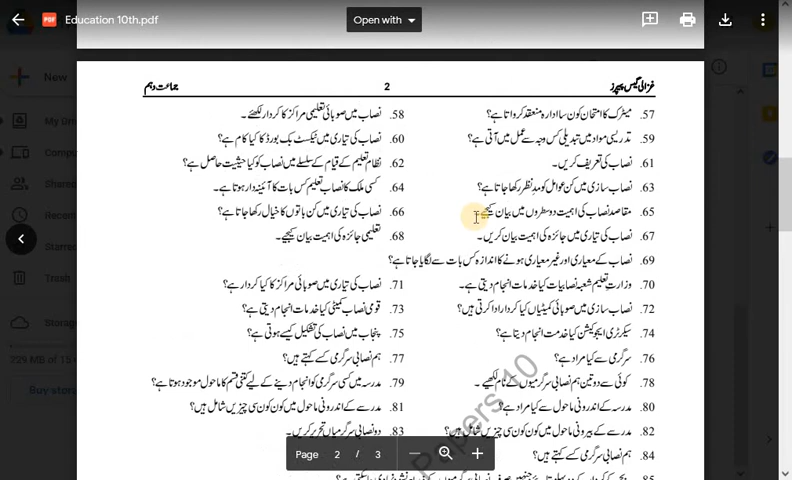 Education 10th.pdf
Open with
غزالی گیس پیپرز 2 جماعت دہم
57. میٹرک کا امتحان کون سا ادارہ منعقد کرواتا ہے؟ 58. نصاب میں صوبائی تعلیمی مراکز کا کردار لکھئے۔
59. تدریسی مواد میں تبدیلی کس وجہ سے عمل میں آتی ہے؟ 60. نصاب کی تیاری میں ٹیکسٹ بک بورڈ کا کیا کام ہے؟
61. نصاب کی تعریف کریں۔ 62. نظام تعلیم کے قیام کے سلسلے میں نصاب کو کیا حیثیت حاصل ہے؟
63. نصاب سازی میں کن عوامل کو مدِ نظر رکھا جاتا ہے؟ 64. کسی ملک کا نصاب تعلیم کس بات کا آئینہ دار ہوتا ہے۔
65. مقاصد نصاب کی اہمیت دو سطروں میں بیان کیجیے۔ 66. نصاب کی تیاری میں کن باتوں کا خیال رکھا جاتا ہے؟
67. نصاب کی تیاری میں جائزہ کی اہمیت بیان کریں۔ 68. تعلیمی جائزہ کی اہمیت بیان کیجیے۔
69. نصاب کے معیاری اور غیر معیاری ہونے کا اندازہ کس بات سے لگایا جاتا ہے؟
70. وزارتِ تعلیم شعبہ نصابیات کیا خدمات انجام دیتی ہے۔ 71. نصاب کی تیاری میں صوبائی مراکز کا کیا کردار ہے؟
72. نصاب سازی میں صوبائی کمیٹیاں کیا کردار ادا کرتی ہیں؟ 73. قومی نصاب کمیٹی کیا خدمات انجام دیتی ہے؟
74. سیکرٹری ایجوکیشن کیا خدمت انجام دیتا ہے؟ 75. پنجاب میں نصاب کی تشکیل کیسے ہوتی ہے؟
76. سرگرمی سے کیا مراد ہے؟ 77. ہم نصابی سرگرمی کسے کہتے ہیں؟
78. کوئی سے دو تین ہم نصابی سرگرمیوں کے نام لکھیے۔ 79. مدرسہ میں کسی سرگرمی کو انجام دینے کے لیے کتنی قسم کا ماحول موجود ہوتا ہے؟
80. مدرسہ کے اندرونی ماحول سے کیا مراد ہے؟ 81. مدرسے کے اندرونی ماحول میں کون کون سی چیزیں شامل ہیں؟
82. مدرسے کے بیرونی ماحول میں کون کون سی چیزیں شامل ہیں؟ 83. دو نصابی سرگرمیاں تحریر کریں۔
84. ہم نصابی سرگرمی کسے کہتے ہیں؟
85.
Papers 10
Page 2 / 3
New
My Dr
Compu
Shared
Recent
Starred
Trash
Storag
229 MB of 15
Buy stor